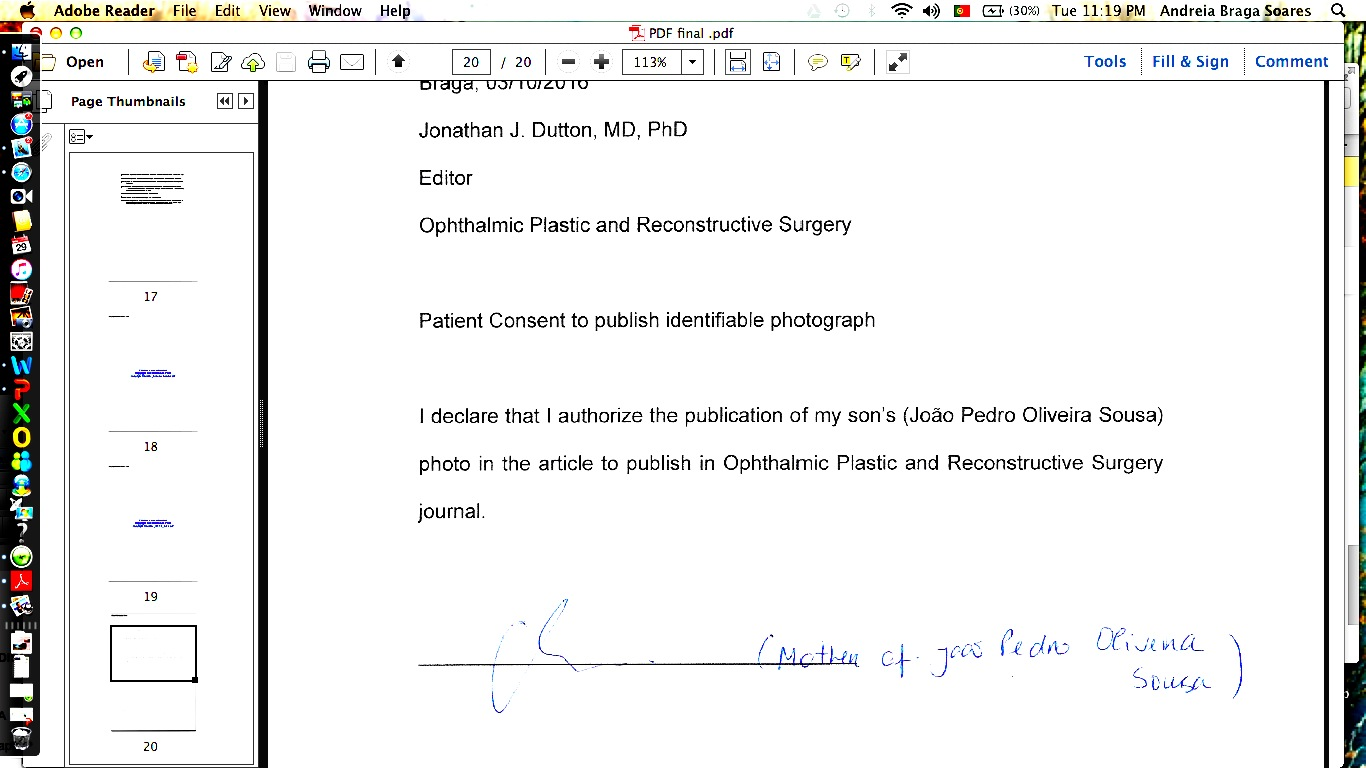 Adobe Reader File Edit View Window Help (30%) Tue 11:19 PM Andreia Braga Soares
PDF final .pdf
Open 20 / 20 113% Tools Fill & Sign Comment
Page Thumbnails
17
18
19
20
Braga, 03/10/2016
Jonathan J. Dutton, MD, PhD
Editor
Ophthalmic Plastic and Reconstructive Surgery
Patient Consent to publish identifiable photograph
I declare that I authorize the publication of my son's (João Pedro Oliveira Sousa)
photo in the article to publish in Ophthalmic Plastic and Reconstructive Surgery
journal.
(Mother of João Pedro Oliveira
Sousa)